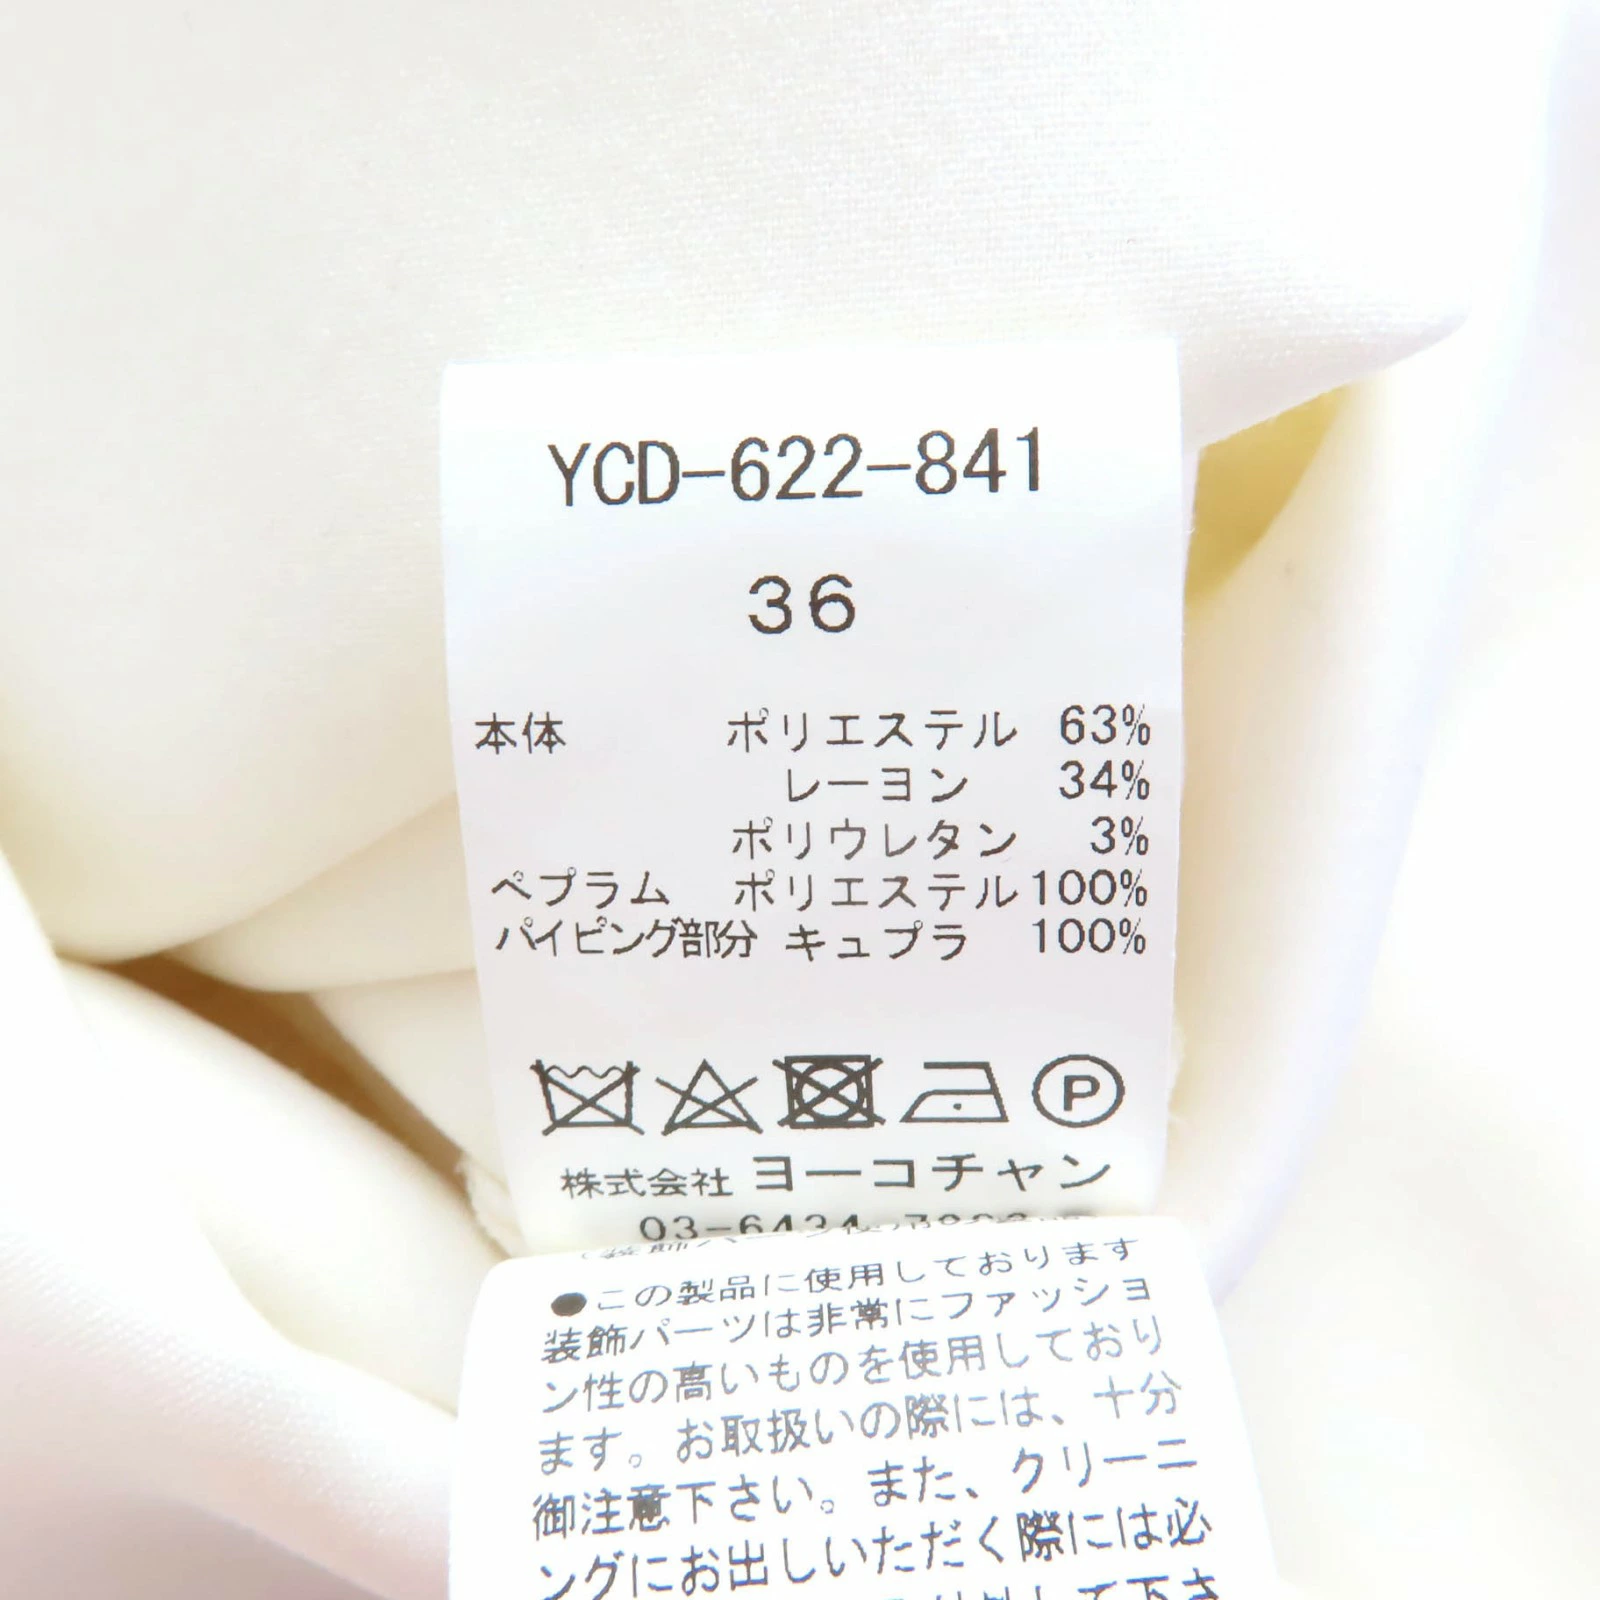 YCD-622-841
36
本体 ポリエステル 63%
レーヨン 34%
ポリウレタン 3%
ペプラム ポリエステル 100%
パイピング部分 キュプラ 100%
P
株式会社 ヨーコチャン
03-6434-
●この製品に使用しております
装飾パーツは非常にファッショ
ン性の高いものを使用しており
ます。お取扱いの際には、十分
御注意下さい。また、クリーニ
ングにお出しいただく際には必
して下さ